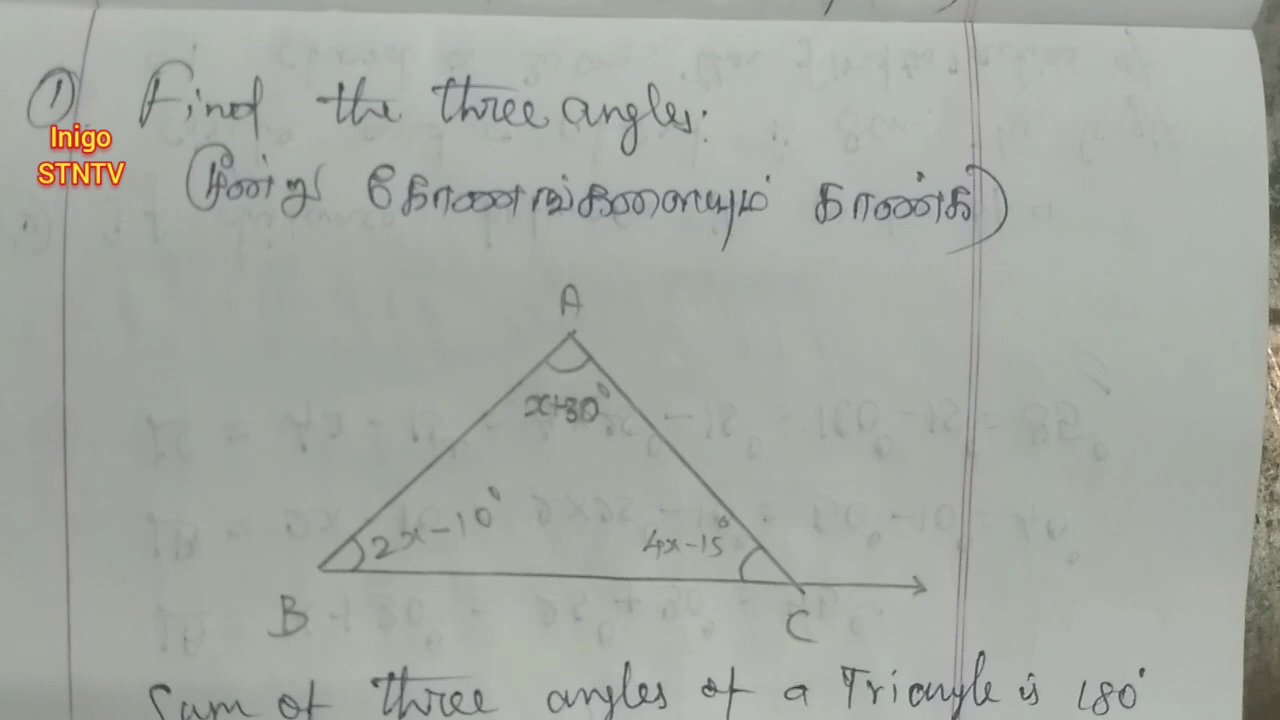 ① Find the three angles.
Inigo
STNTV
(மூன்று கோணங்களையும் காண்க)
A
x+30°
2x-10°
4x-15°
B
C
Sum of three angles of a Triangle is 180°